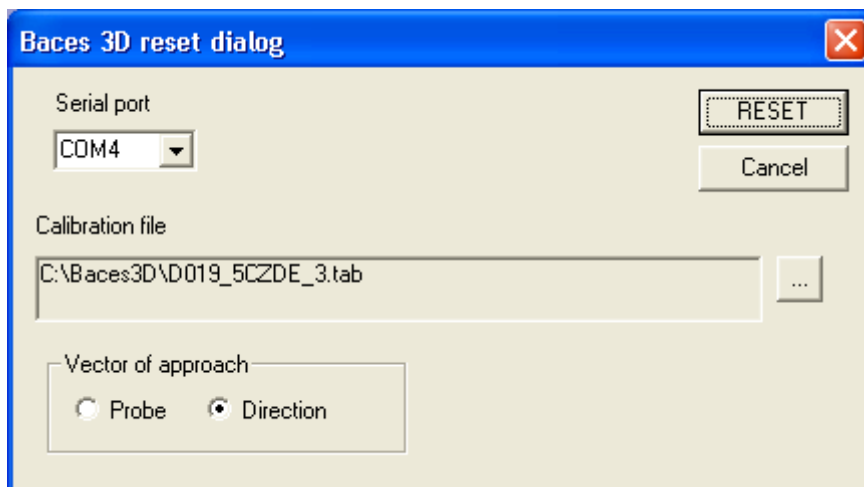 Baces 3D reset dialog
Serial port
COM4
RESET
Cancel
Calibration file
C:\Baces3D\D019_5CZDE_3.tab
...
Vector of approach
Probe
Direction